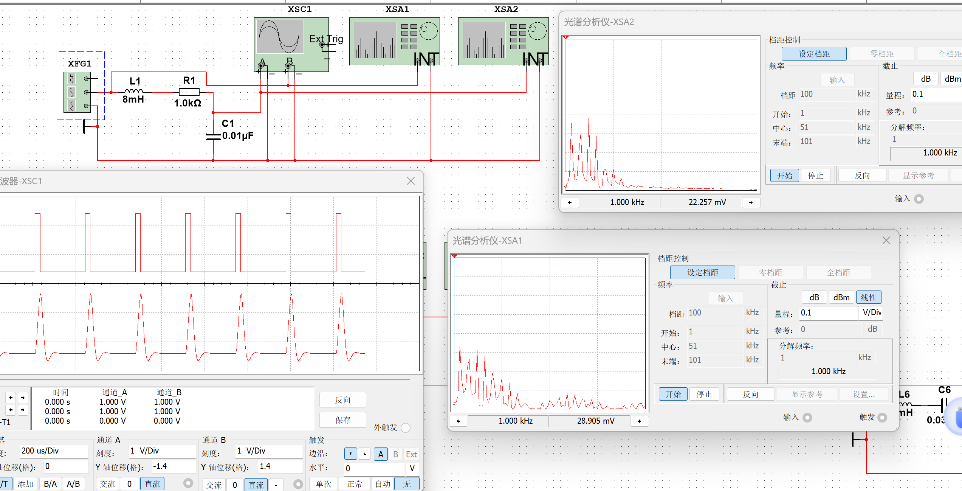 XSC1
XSA1
XSA2
Ext Trig
A
B
INT
INT
XFG1
L1
8mH
R1
1.0kΩ
C1
0.01µF
光谱分析仪-XSA2
档距控制
设定档距
零档距
全档距
频率
输入
档距
100
kHz
开始:
1
kHz
中心:
51
kHz
末端:
101
kHz
截止
dB
dBm
量程:
0.1
参考:
0
分解频率:
1
1.000 kHz
开始
停止
反向
显示参考
1.000 kHz
22.257 mV
输入
波器-XSC1
光谱分析仪-XSA1
档距控制
设定档距
零档距
全档距
频率
输入
100
kHz
开始:
1
kHz
中心:
51
kHz
末端:
101
kHz
截止
dB
dBm
线性
量程:
0.1
V/Div
参考:
0
dB
分解频率:
1
kHz
1.000 kHz
开始
停止
反向
显示参考
设置...
1.000 kHz
28.905 mV
输入
触发
L6
mH
C6
0.03
时间
通道_A
通道_B
0.000 s
1.000 V
1.000 V
0.000 s
1.000 V
1.000 V
0.000 s
0.000 V
0.000 V
-T1
反向
保存
外触发
200 us/Div
轴位移(格):
0
/T
添加
B/A
A/B
通道 A
刻度:
1 V/Div
Y 轴位移(格):
-1.4
交流
0
直流
通道 B
刻度:
1 V/Div
Y 轴位移(格):
1.4
交流
0
直流
-
触发
边沿:
A
B
Ext
水平:
0
V
单次
正常
自动
无